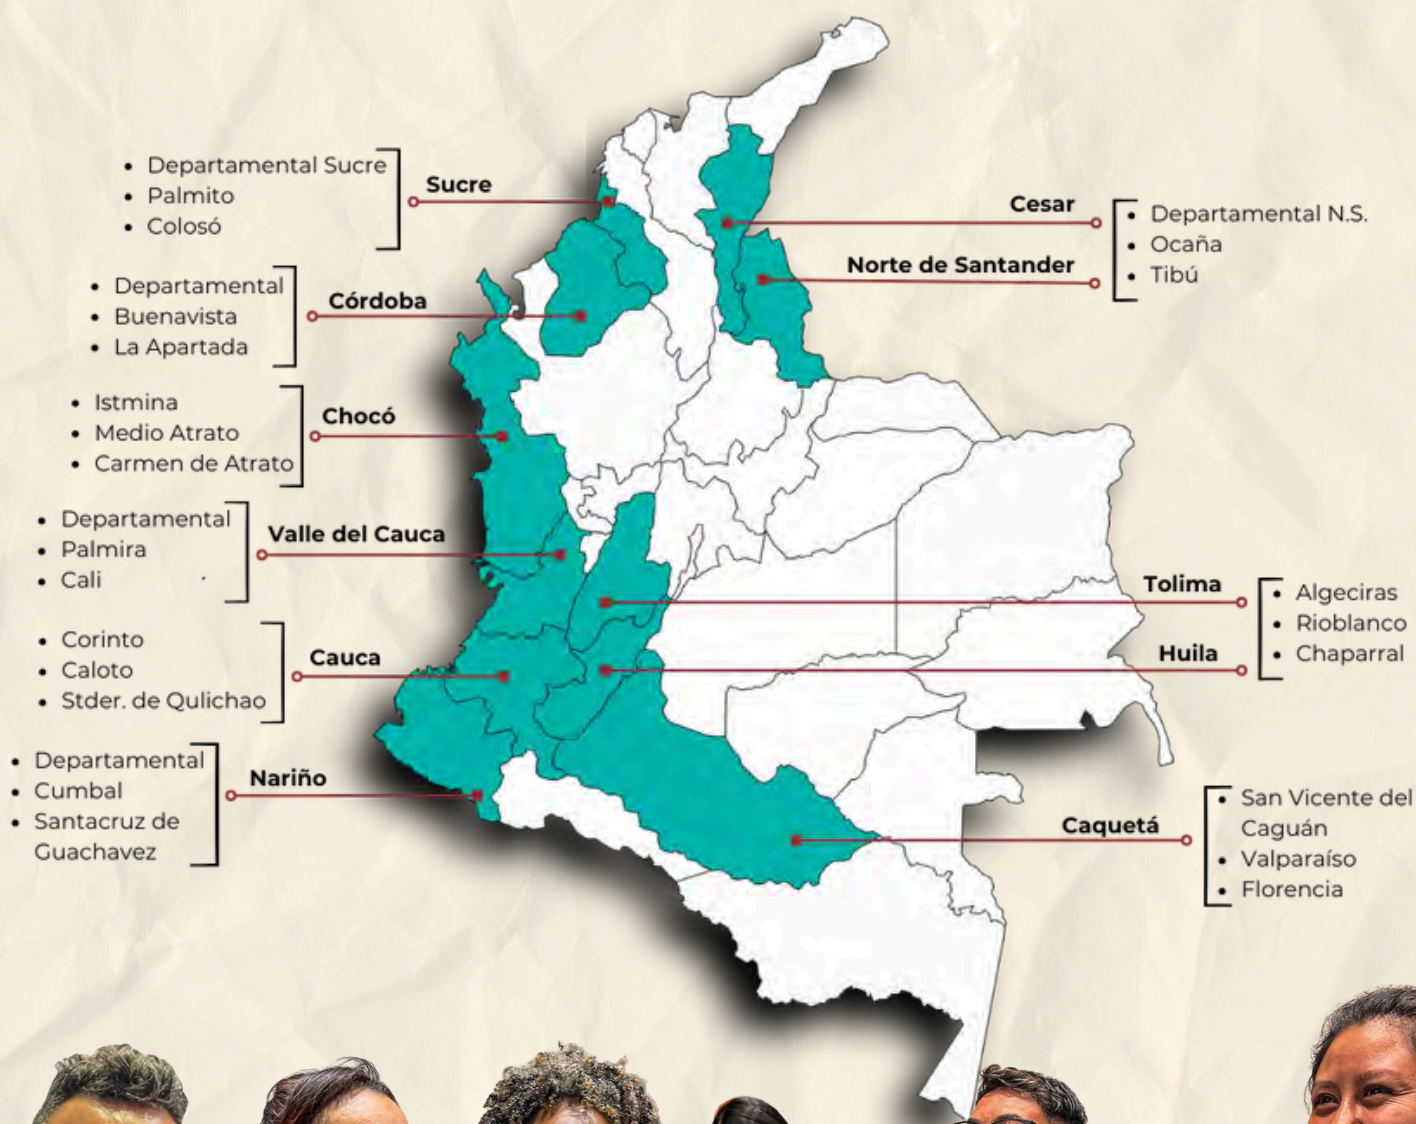 Sucre
• Departamental Sucre
• Palmito
• Colosó
Córdoba
• Departamental
• Buenavista
• La Apartada
Chocó
• Istmina
• Medio Atrato
• Carmen de Atrato
Valle del Cauca
• Departamental
• Palmira
• Cali
Cauca
• Corinto
• Caloto
• Stder. de Qulichao
Nariño
• Departamental
• Cumbal
• Santacruz de
Guachavez
Cesar
Norte de Santander
• Departamental N.S.
• Ocaña
• Tibú
Tolima
Huila
• Algeciras
• Rioblanco
• Chaparral
Caquetá
• San Vicente del
Caguán
• Valparaíso
• Florencia